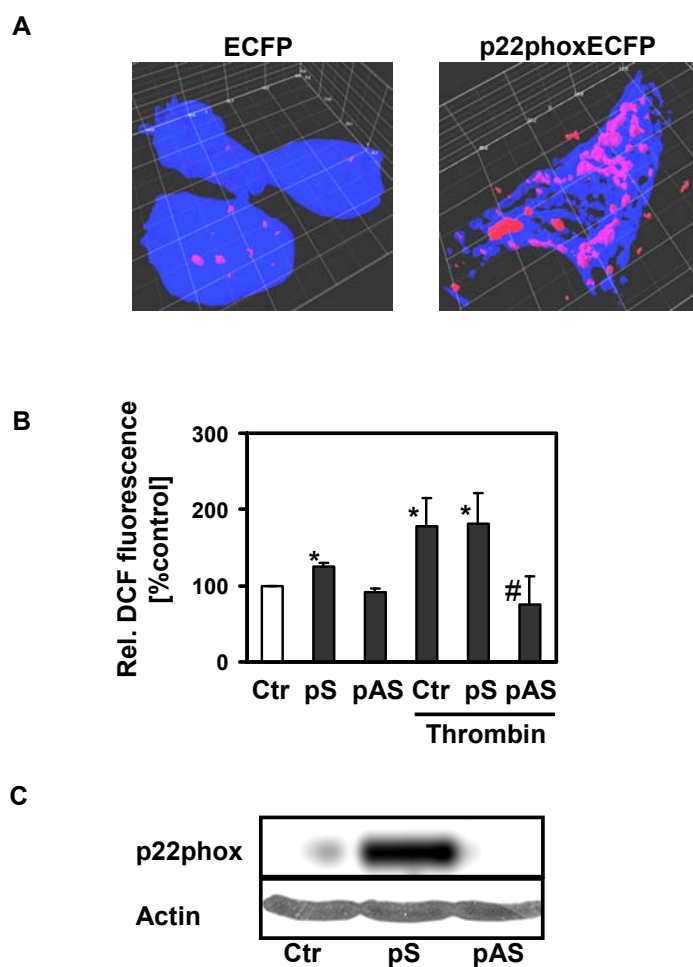 A
ECFP
p22phoxECFP
B
Rel. DCF fluorescence
[%control]
300
200
100
0
*
*
*
#
Ctr pS pAS Ctr pS pAS
Thrombin
C
p22phox
Actin
Ctr pS pAS